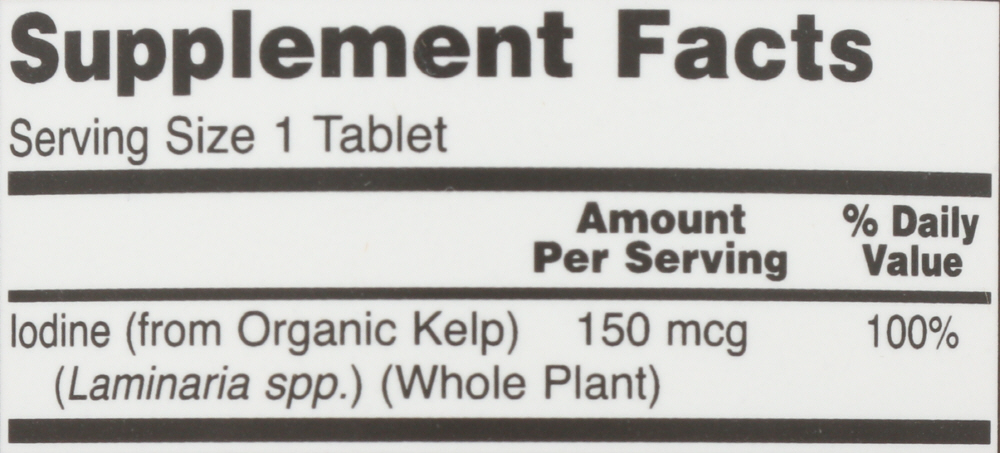 Supplement Facts
Serving Size 1 Tablet
Amount Per Serving % Daily Value
Iodine (from Organic Kelp) 150 mcg 100%
(Laminaria spp.) (Whole Plant)